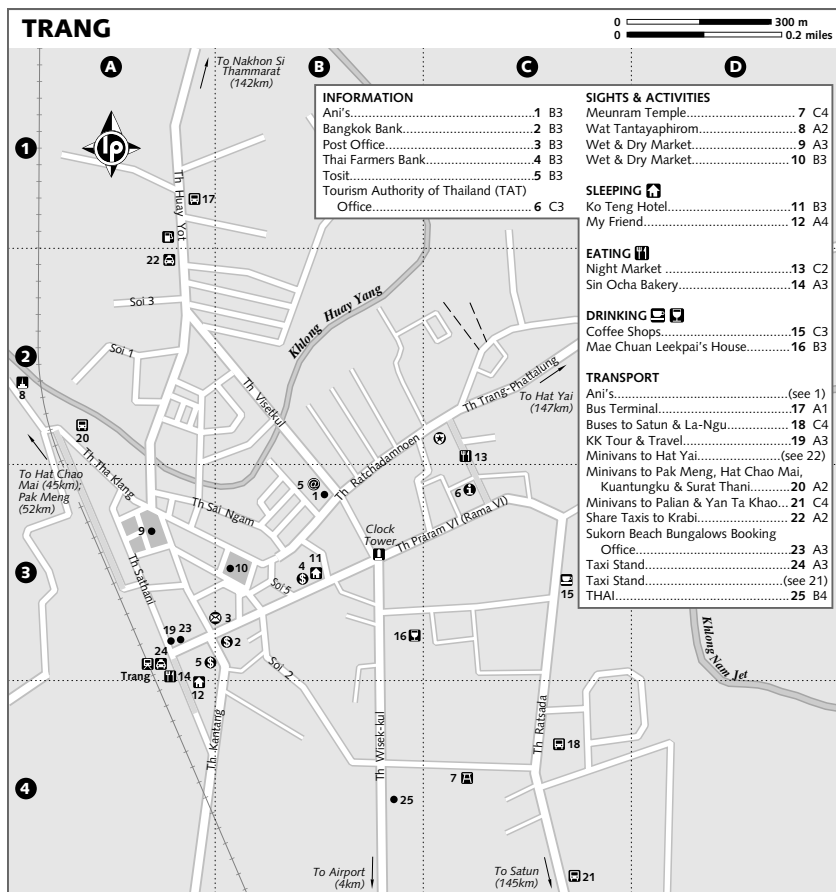 TRANG
0 300 m
0 0.2 miles
A
B
C
D
1
2
3
4
lp
To Nakhon Si
Thammarat
(142km)
INFORMATION
Ani's 1 B3
Bangkok Bank 2 B3
Post Office 3 B3
Thai Farmers Bank 4 B3
Tosit 5 B3
Tourism Authority of Thailand (TAT)
Office 6 C3
SIGHTS & ACTIVITIES
Meunram Temple 7 C4
Wat Tantayaphirom 8 A2
Wet & Dry Market 9 A3
Wet & Dry Market 10 B3
SLEEPING
Ko Teng Hotel 11 B3
My Friend 12 A4
EATING
Night Market 13 C2
Sin Ocha Bakery 14 A3
DRINKING
Coffee Shops 15 C3
Mae Chuan Leekpai's House 16 B3
TRANSPORT
Ani's (see 1)
Bus Terminal 17 A1
Buses to Satun & La-Ngu 18 C4
KK Tour & Travel 19 A3
Minivans to Hat Yai (see 22)
Minivans to Pak Meng, Hat Chao Mai,
Kuantungku & Surat Thani 20 A2
Minivans to Palian & Yan Ta Khao 21 C4
Share Taxis to Krabi 22 A2
Sukorn Beach Bungalows Booking
Office 23 A3
Taxi Stand 24 A3
Taxi Stand (see 21)
THAI 25 B4
Th Huay Yot
17
22
Soi 3
Soi 1
Khlong Huay Yang
Th Visetkul
Th Trang-Phattalung
To Hat Yai
(147km)
8
20
To Hat Chao
Mai (45km);
Pak Meng
(52km)
Th Tha Klang
Th Ratchadamnoen
13
5 @
1
6
Th Sai Ngam
Th Praram VI (Rama VI)
Clock
Tower
9
10
Th Sathani
11
4 $
Soi 5
15
3
19 23
$ 2
16
24
5 $
Soi 2
Trang
14
12
Khlong Nam Jet
Th Kantang
Th Wisek-kul
Th Ratsada
18
7
25
To Airport
(4km)
To Satun
(145km)
21